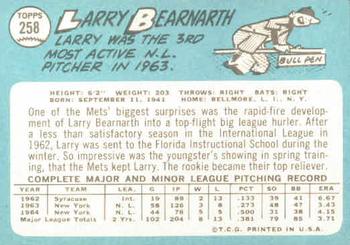 TOPPS
258
LARRY BEARNARTH
LARRY WAS THE 3RD
MOST ACTIVE N.L.
PITCHER IN 1963.
BULL PEN
HEIGHT: 6'2" WEIGHT: 203 THROWS: RIGHT BATS: RIGHT
BORN: SEPTEMBER 11, 1941 HOME: BELLMORE, L. I., N. Y.
One of the Mets' biggest surprises was the rapid-fire develop-
ment of Larry Bearnarth into a top-flight big league hurler. After a
less than satisfactory season in the International League in
1962, Larry was sent to the Florida Instructional School during
the winter. So impressive was the youngster's showing in spring
training, that the Mets kept Larry. The rookie became their top reliever.
COMPLETE MAJOR AND MINOR LEAGUE PITCHING RECORD
YEAR TEAM LEA. G IP W L PCT. SO BB ERA
1962 Syracuse Int. 19 89 2 13 .133 39 41 6.67
1963 New York N.L. 58 126 3 8 .273 48 47 3.43
1964 New York N.L. 44 78 5 5 .500 31 38 4.15
Major League Totals 2 Yrs. 102 204 8 13 .381 79 85 3.71
©T.C.G. PRINTED IN U.S.A.